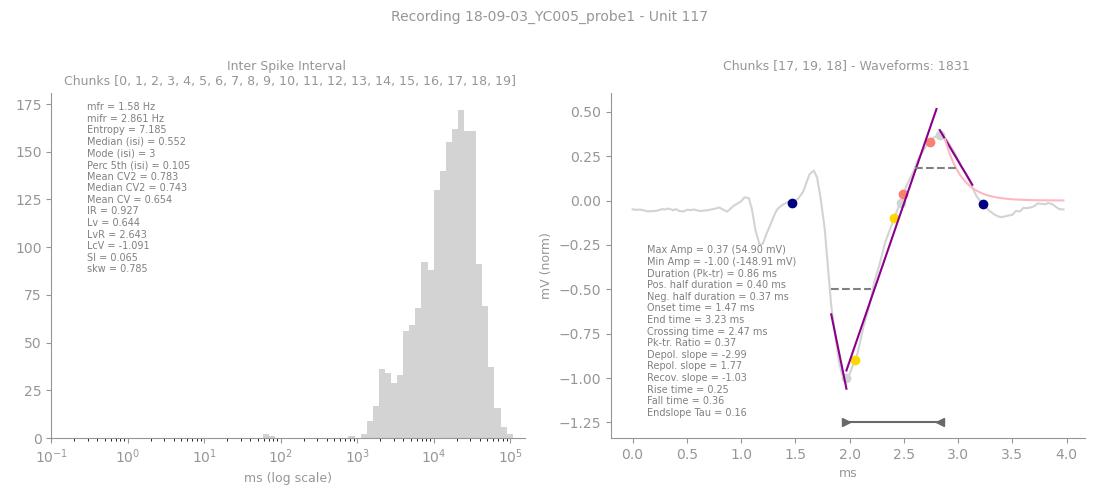 Recording 18-09-03_YC005_probe1 - Unit 117
Inter Spike Interval
Chunks [0, 1, 2, 3, 4, 5, 6, 7, 8, 9, 10, 11, 12, 13, 14, 15, 16, 17, 18, 19]
175
150
125
100
75
50
25
0
mfr = 1.58 Hz
mifr = 2.861 Hz
Entropy = 7.185
Median (isi) = 0.552
Mode (isi) = 3
Perc 5th (isi) = 0.105
Mean CV2 = 0.783
Median CV2 = 0.743
Mean CV = 0.654
IR = 0.927
Lv = 0.644
LvR = 2.643
LcV = -1.091
SI = 0.065
skw = 0.785
10⁻¹ 10⁰ 10¹ 10² 10³ 10⁴ 10⁵
ms (log scale)
Chunks [17, 19, 18] - Waveforms: 1831
mV (norm)
0.50
0.25
0.00
−0.25
−0.50
−0.75
−1.00
−1.25
Max Amp = 0.37 (54.90 mV)
Min Amp = -1.00 (-148.91 mV)
Duration (Pk-tr) = 0.86 ms
Pos. half duration = 0.40 ms
Neg. half duration = 0.37 ms
Onset time = 1.47 ms
End time = 3.23 ms
Crossing time = 2.47 ms
Pk-tr. Ratio = 0.37
Depol. slope = -2.99
Repol. slope = 1.77
Recov. slope = -1.03
Rise time = 0.25
Fall time = 0.36
Endslope Tau = 0.16
0.0 0.5 1.0 1.5 2.0 2.5 3.0 3.5 4.0
ms